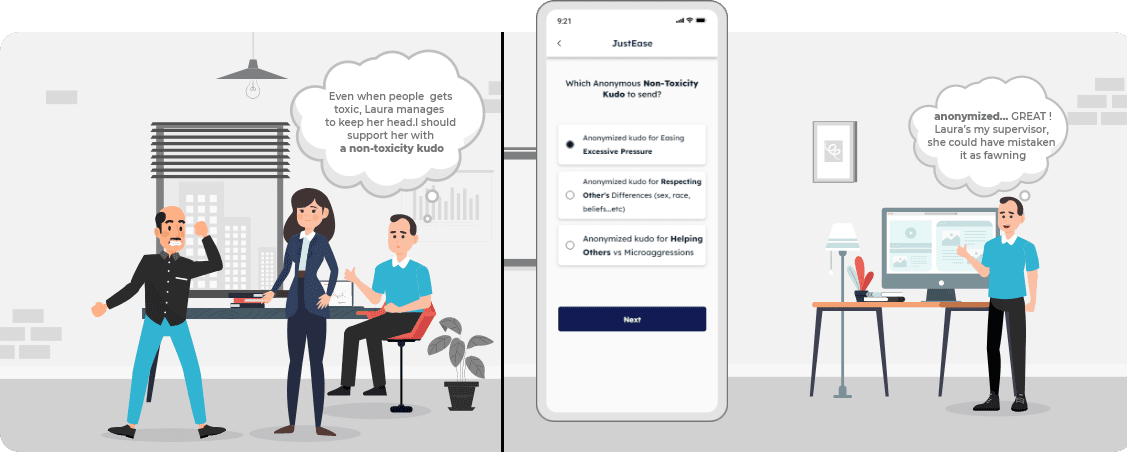 Even when people gets
toxic, Laura manages
to keep her head.I should
support her with
a non-toxicity kudo
9:21
JustEase
Which Anonymous Non-Toxicity
Kudo to send?
Anonymized kudo for Easing
Excessive Pressure
Anonymized kudo for Respecting
Other's Differences (sex, race,
beliefs...etc)
Anonymized kudo for Helping
Others vs Microaggressions
Next
anonymized... GREAT !
Laura's my supervisor,
she could have mistaken
it as fawning